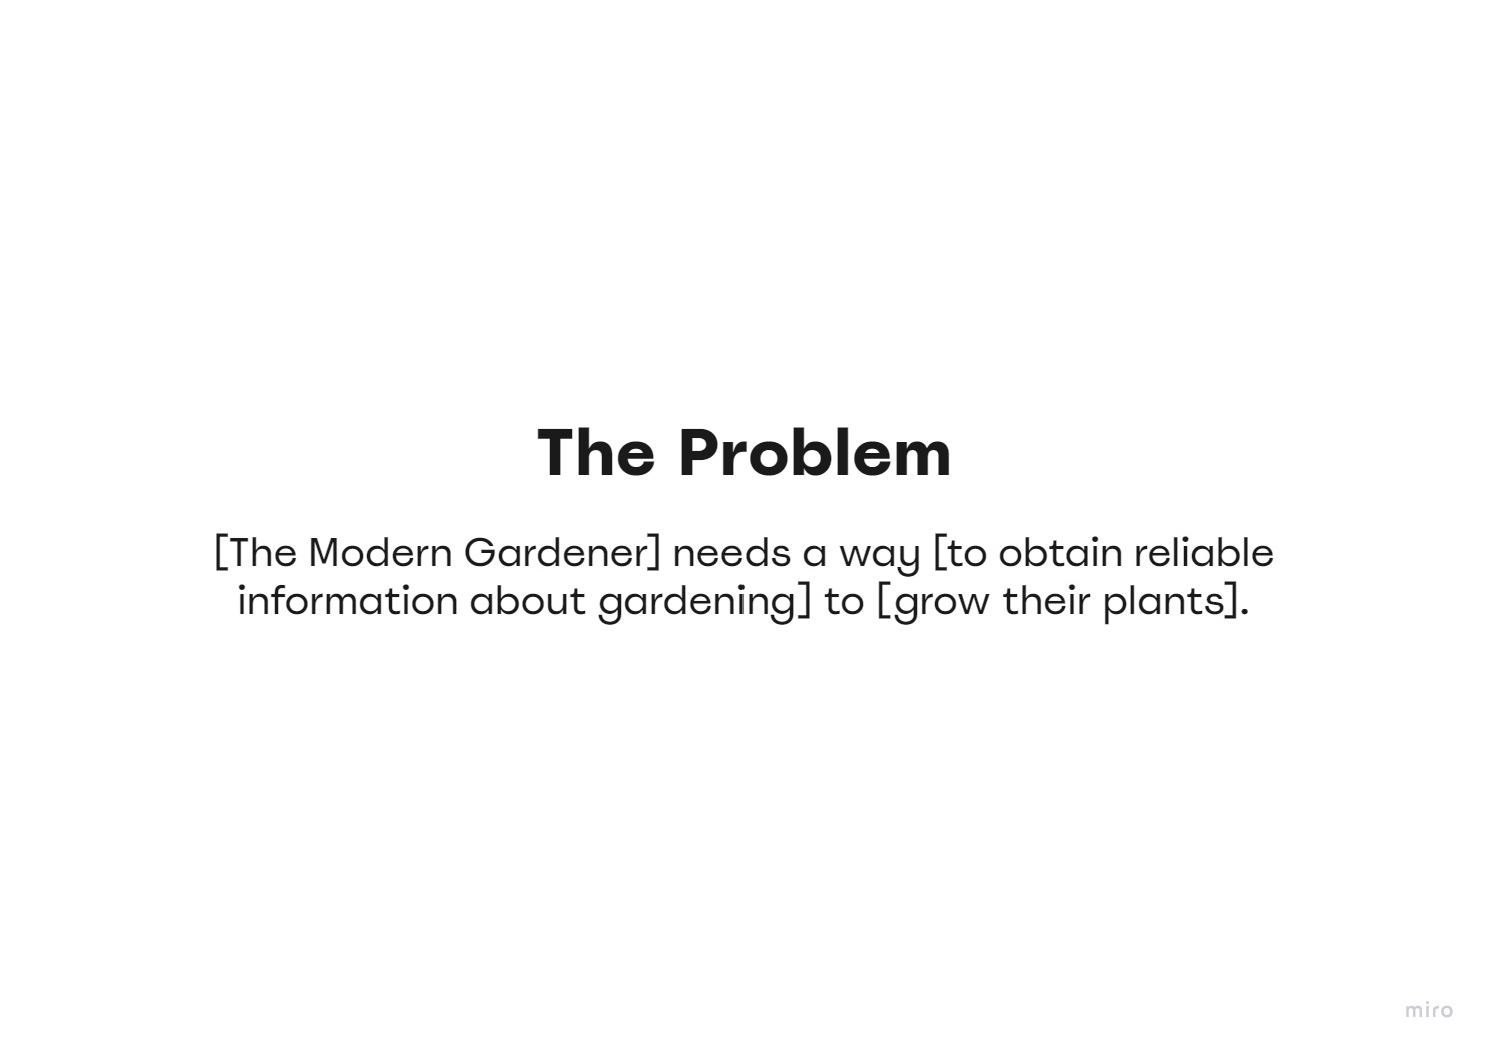 The Problem
[The Modern Gardener] needs a way [to obtain reliable
information about gardening] to [grow their plants].
miro